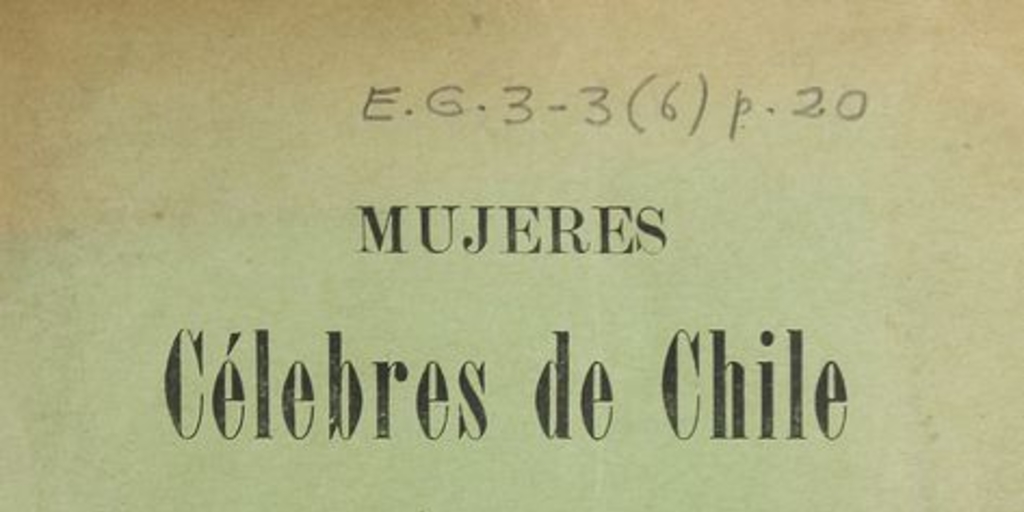 E.G. 3-3(6) p. 20
MUJERES
Célebres de Chile